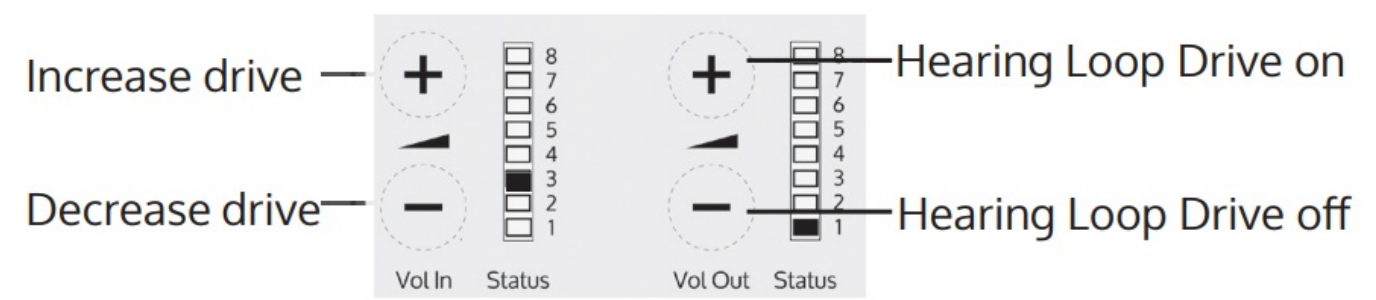 Increase drive
Decrease drive
+
−
Vol In
8
7
6
5
4
3
2
1
Status
+
−
Vol Out
8
7
6
5
4
3
2
1
Status
Hearing Loop Drive on
Hearing Loop Drive off